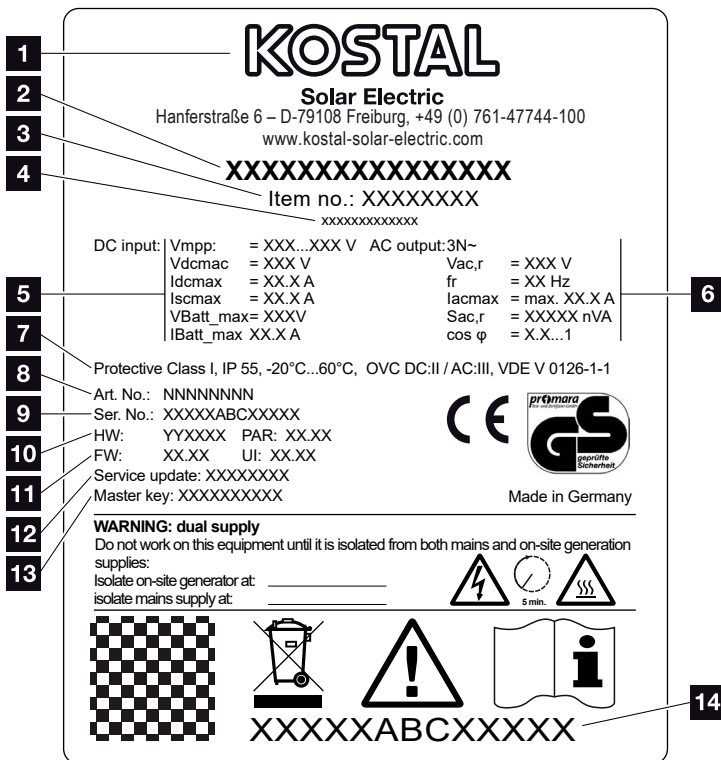 1
KOSTAL
Solar Electric
2
Hanferstraße 6 – D-79108 Freiburg, +49 (0) 761-47744-100
3
www.kostal-solar-electric.com
4
XXXXXXXXXXXXXXXX
Item no.: XXXXXXXX
xxxxxxxxxxxxx
DC input: Vmpp: = XXX...XXX V AC output: 3N~
Vdcmac = XXX V Vac,r = XXX V
Idcmax = XX.X A fr = XX Hz
5 Iscmax = XX.X A Iacmax = max. XX.X A 6
VBatt_max= XXXV Sac,r = XXXXX nVA
IBatt_max XX.X A cos φ = X.X...1
7
Protective Class I, IP 55, -20°C...60°C, OVC DC:II / AC:III, VDE V 0126-1-1
8
Art. No.: NNNNNNNN
9
Ser. No.: XXXXXABCXXXXX
10
HW: YYXXXX PAR: XX.XX
11
FW: XX.XX UI: XX.XX
12
Service update: XXXXXXXX
13
Master key: XXXXXXXXXX
CE
promara
GS
geprüfte
Sicherheit
Made in Germany
WARNING: dual supply
Do not work on this equipment until it is isolated from both mains and on-site generation
supplies:
Isolate on-site generator at: ______________
isolate mains supply at: ______________
5 min.
i
14
XXXXXABCXXXXX